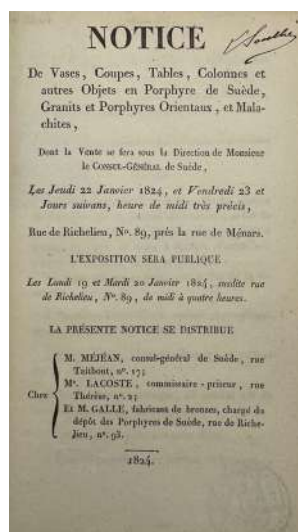 NOTICE
De Vases, Coupes, Tables, Colonnes et
autres Objets en Porphyre de Suède,
Granits et Porphyres Orientaux, et Mala-
chites,
Dont la Vente se fera sous la Direction de Monsieur
le Consul-Général de Suède,
Les Jeudi 22 Janvier 1824, et Vendredi 23 et
Jours suivans, heure de midi très précis,
Rue de Richelieu, N°. 89, près la rue de Ménars.
L'EXPOSITION SERA PUBLIQUE
Les Lundi 19 et Mardi 20 Janvier 1824, susdite rue
de Richelieu, N°. 89, de midi à quatre heures.
LA PRÉSENTE NOTICE SE DISTRIBUE
Chez
M. MÉJEAN, consul-général de Suède, rue
Teitbout, n°. 17;
Me. LACOSTE, commissaire-priseur, rue
Thérèse, n°. 2;
Et M. GALLE, fabricant de bronzes, chargé du
dépôt des Porphyres de Suède, rue de Riche-
lieu, n°. 93.
1824.